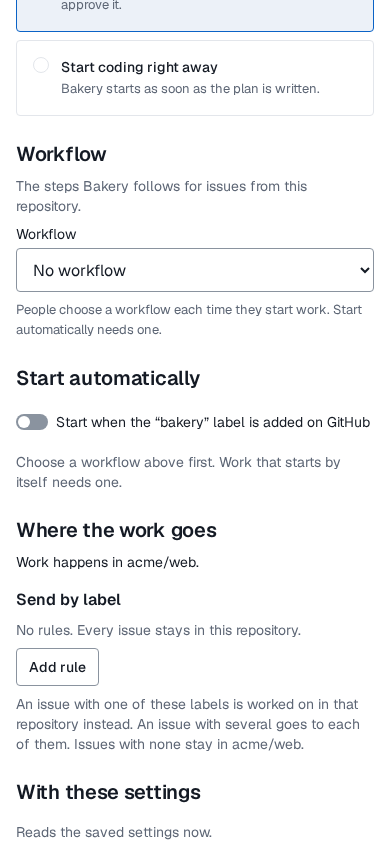 approve it.
Start coding right away
Bakery starts as soon as the plan is written.
Workflow
The steps Bakery follows for issues from this
repository.
Workflow
No workflow
People choose a workflow each time they start work. Start
automatically needs one.
Start automatically
Start when the “bakery” label is added on GitHub
Choose a workflow above first. Work that starts by
itself needs one.
Where the work goes
Work happens in acme/web.
Send by label
No rules. Every issue stays in this repository.
Add rule
An issue with one of these labels is worked on in that
repository instead. An issue with several goes to each
of them. Issues with none stay in acme/web.
With these settings
Reads the saved settings now.